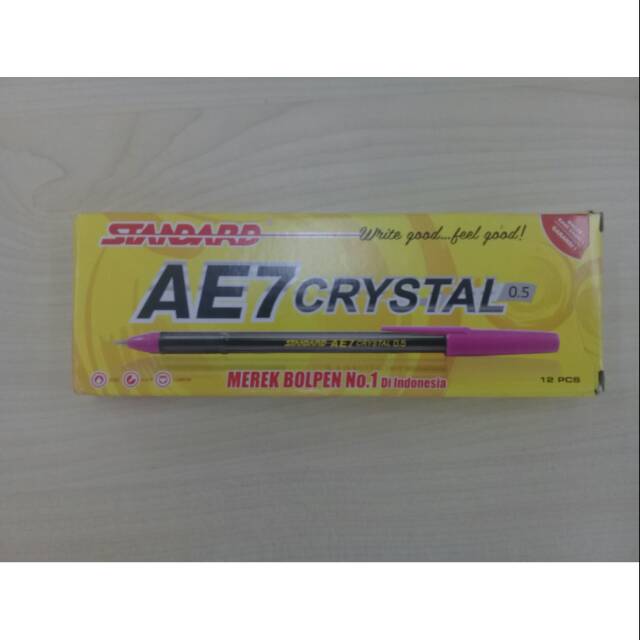 STANDARD
Write good...feel good!
AE7 CRYSTAL 0.5
STANDARD AE7 CRYSTAL 0.5
MEREK BOLPEN No.1 Di Indonesia
12 PCS